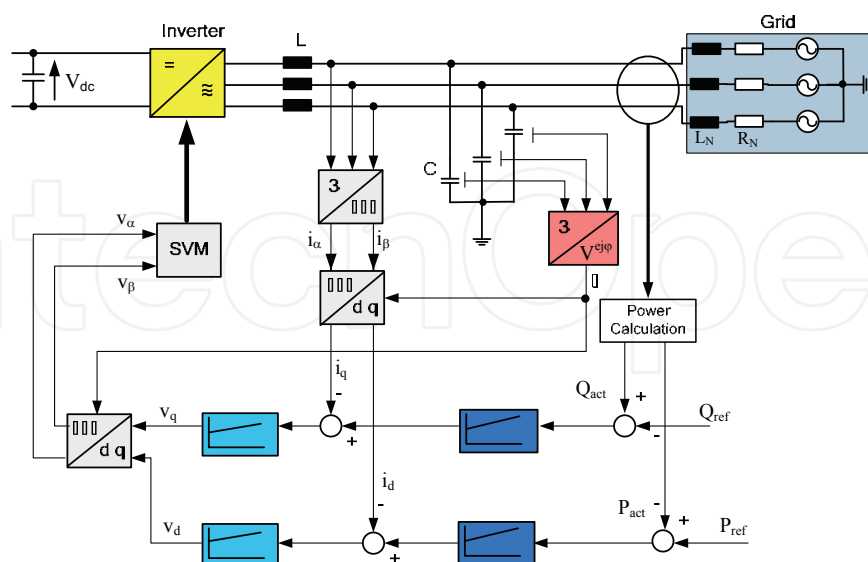 Inverter
L
Grid
V_dc
=
≈
L_N
R_N
3
C
v_α
SVM
i_α
i_β
3
V^ejφ
v_β
d q
Power
Calculation
i_q
-
Q_act
+
v_q
Q_ref
+
-
d q
i_d
-
P_act
-
+
v_d
P_ref
+